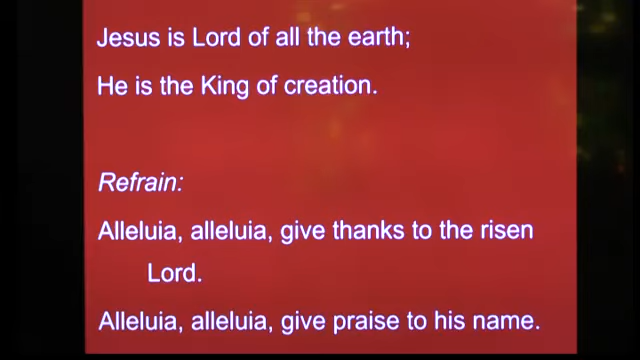 Jesus is Lord of all the earth;
He is the King of creation.
Refrain:
Alleluia, alleluia, give thanks to the risen
Lord.
Alleluia, alleluia, give praise to his name.